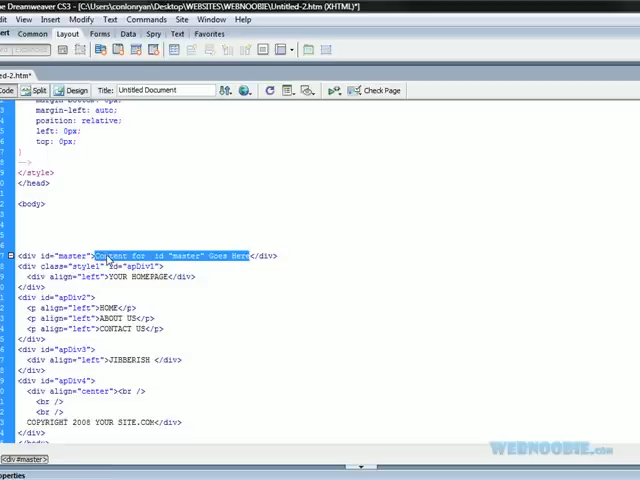 be Dreamweaver CS3 - [C:\Users\conlonryan\Desktop\WEBSITES\WEBNOOBIE\Untitled-2.htm (XHTML)*]
Edit View Insert Modify Text Commands Site Window Help
Common Layout Forms Data Spry Text Favorites
ed-2.htm*
Code Split Design Title: Untitled Document Check Page
margin-left: auto;
position: relative;
left: 0px;
top: 0px;
}
-->
</style>
</head>
<body>
<div id="master">Content for id "master" Goes Here</div>
<div class="style1" id="apDiv1">
<div align="left">YOUR HOMEPAGE</div>
</div>
<div id="apDiv2">
<p align="left">HOME</p>
<p align="left">ABOUT US</p>
<p align="left">CONTACT US</p>
</div>
<div id="apDiv3">
<div align="left">JIBBERISH </div>
</div>
<div id="apDiv4">
<div align="center"><br />
<br />
<br />
COPYRIGHT 2008 YOUR SITE.COM</div>
</div>
</body>
WEBNOOBIE.com
<div #master>
roperties